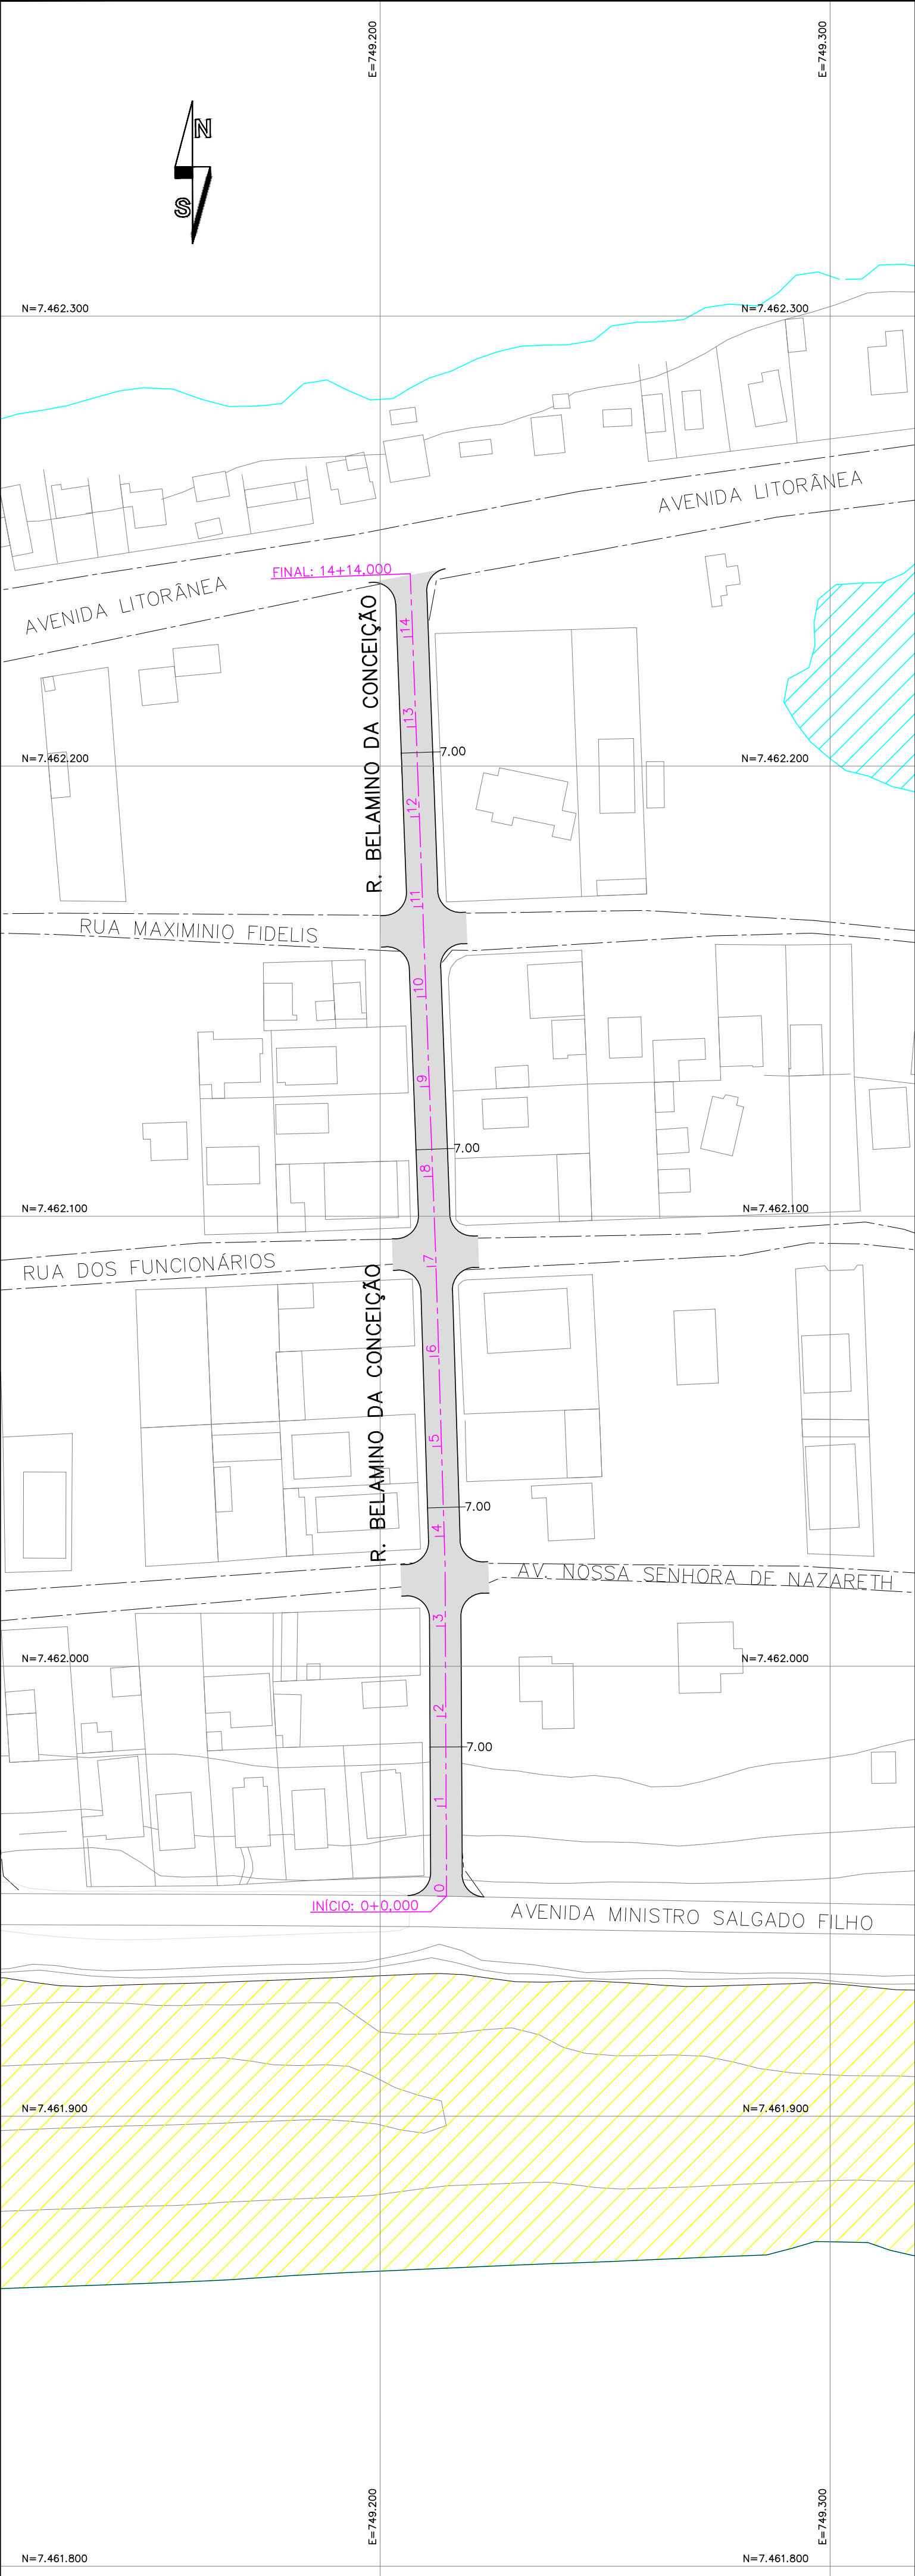 E=749.200
E=749.300
N
S
N=7.462.300
N=7.462.300
AVENIDA LITORÂNEA
FINAL: 14+14,000
AVENIDA LITORÂNEA
R. BELAMINO DA CONCEIÇÃO
14
13
7.00
N=7.462.200
N=7.462.200
12
11
RUA MAXIMINIO FIDELIS
10
9
7.00
8
N=7.462.100
N=7.462.100
RUA DOS FUNCIONÁRIOS
7
R. BELAMINO DA CONCEIÇÃO
6
5
7.00
4
AV. NOSSA SENHORA DE NAZARETH
3
N=7.462.000
N=7.462.000
2
7.00
1
0
INÍCIO: 0+0,000
AVENIDA MINISTRO SALGADO FILHO
N=7.461.900
N=7.461.900
E=749.200
E=749.300
N=7.461.800
N=7.461.800